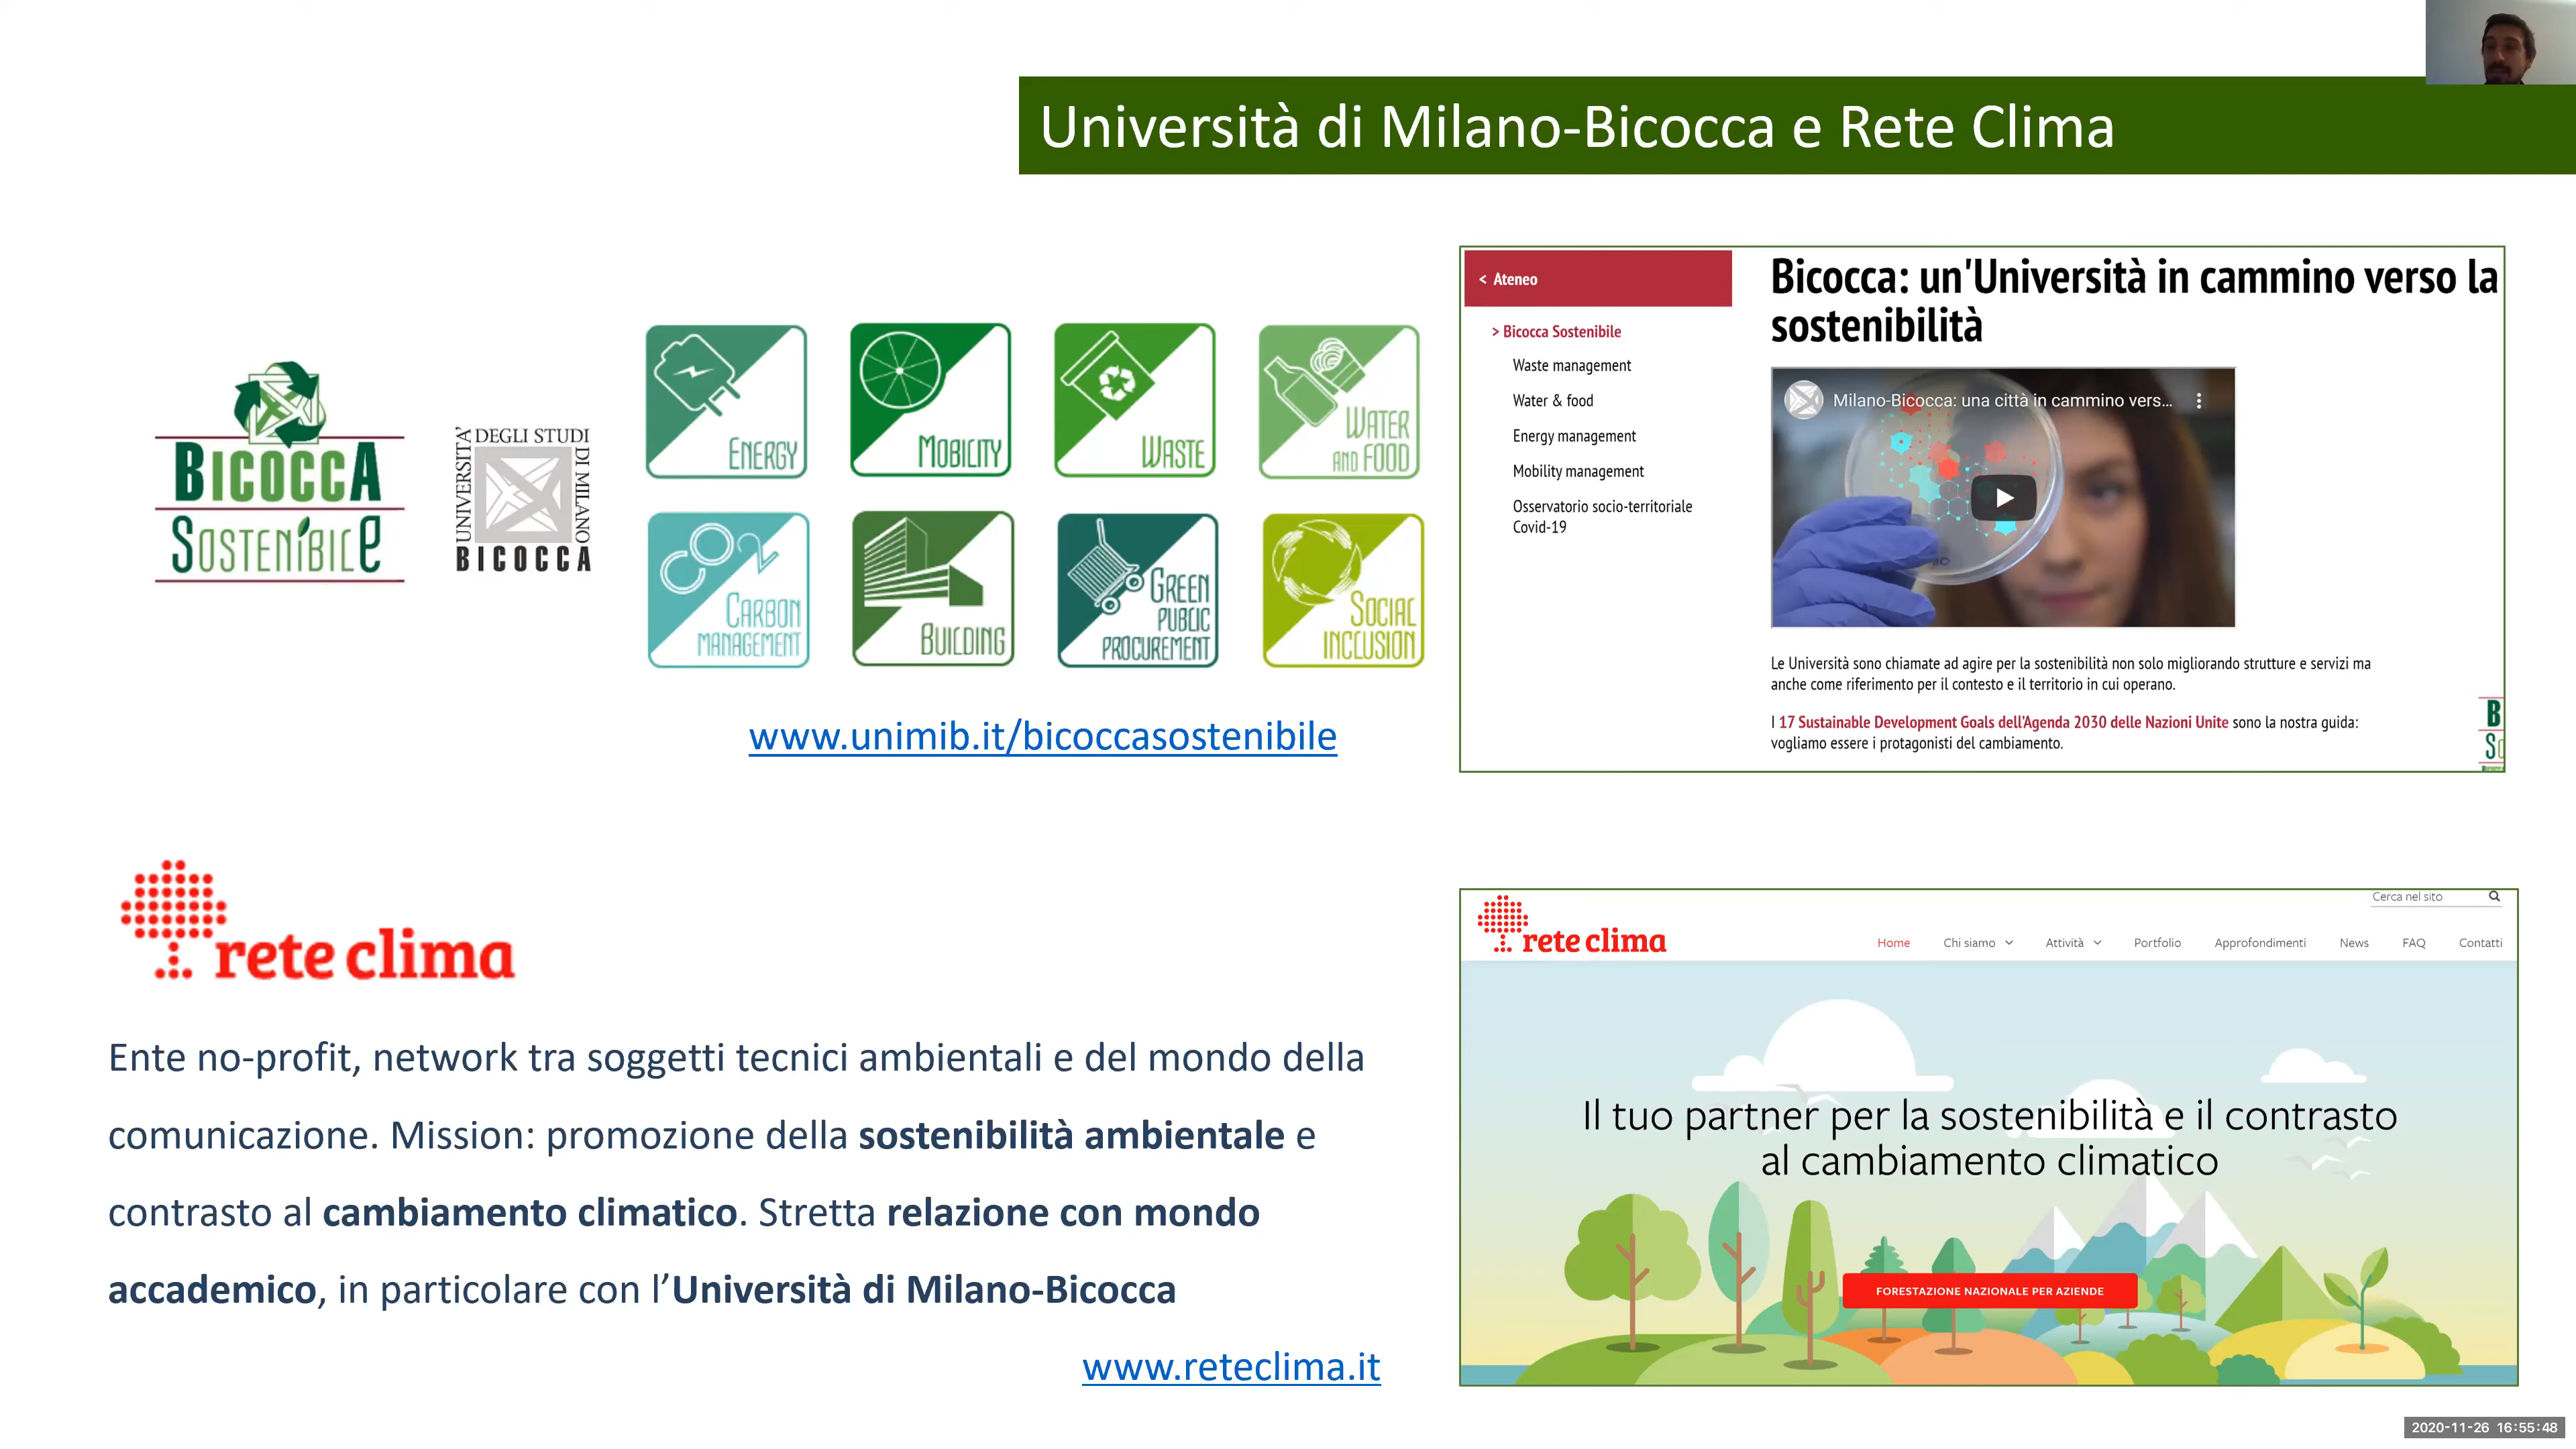 Università di Milano-Bicocca e Rete Clima
BICOCCA
SOSTENIBILE
UNIVERSITA'
DEGLI STUDI
DI MILANO
BICOCCA
ENERGY
MOBILITY
WASTE
WATER
AND FOOD
CO2
CARBON
MANAGEMENT
BUILDING
GREEN
PUBLIC
PROCUREMENT
SOCIAL
INCLUSION
www.unimib.it/bicoccasostenibile
< Ateneo
> Bicocca Sostenibile
Waste management
Water & food
Energy management
Mobility management
Osservatorio socio-territoriale
Covid-19
Bicocca: un'Università in cammino verso la
sostenibilità
Milano-Bicocca: una città in cammino vers...
Le Università sono chiamate ad agire per la sostenibilità non solo migliorando strutture e servizi ma
anche come riferimento per il contesto e il territorio in cui operano.
I 17 Sustainable Development Goals dell'Agenda 2030 delle Nazioni Unite sono la nostra guida:
vogliamo essere i protagonisti del cambiamento.
rete clima
Ente no-profit, network tra soggetti tecnici ambientali e del mondo della
comunicazione. Mission: promozione della sostenibilità ambientale e
contrasto al cambiamento climatico. Stretta relazione con mondo
accademico, in particolare con l’Università di Milano-Bicocca
www.reteclima.it
Cerca nel sito
rete clima
Home Chi siamo Attività Portfolio Approfondimenti News FAQ Contatti
Il tuo partner per la sostenibilità e il contrasto
al cambiamento climatico
FORESTAZIONE NAZIONALE PER AZIENDE
2020-11-26 16:55:48